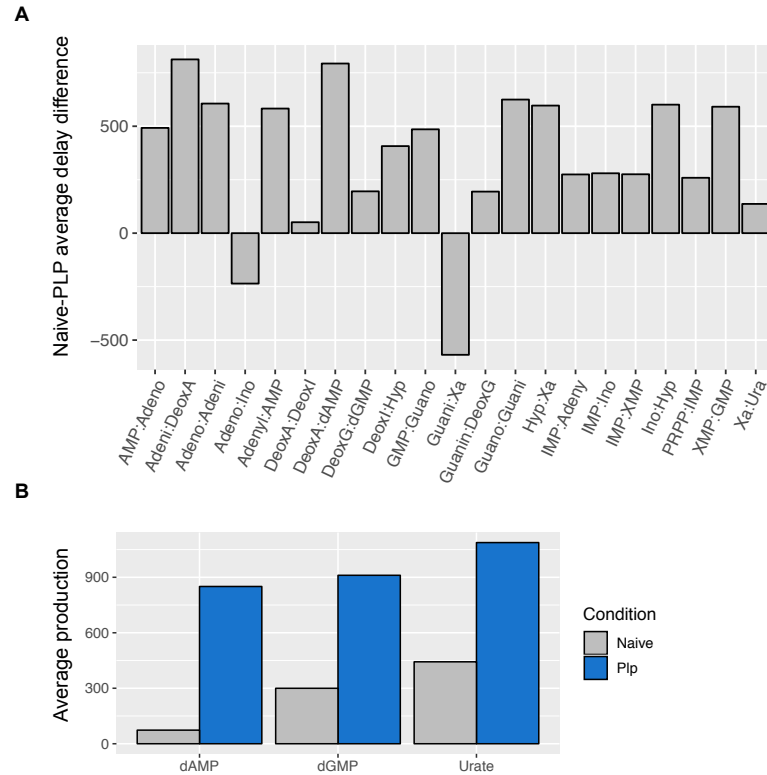 A
Naive-PLP average delay difference
500
0
−500
AMP:Adeno
Adeni:DeoxA
Adeno:Adeni
Adeno:Ino
Adenyl:AMP
DeoxA:DeoxI
DeoxA:dAMP
DeoxG:dGMP
DeoxI:Hyp
GMP:Guano
Guani:Xa
Guanin:DeoxG
Guano:Guani
Hyp:Xa
IMP:Adeny
IMP:Ino
IMP:XMP
Ino:Hyp
PRPP:IMP
XMP:GMP
Xa:Ura
B
Average production
900
600
300
0
dAMP
dGMP
Urate
Condition
Naive
Plp